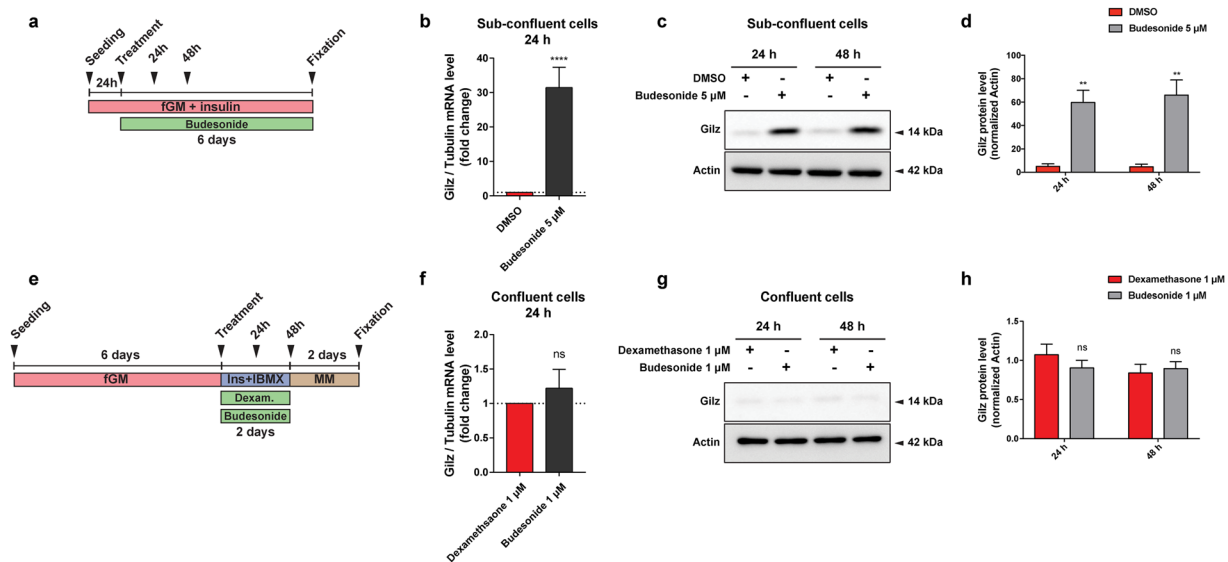 a
Seeding
Treatment
24h
48h
Fixation
24h
fGM + insulin
Budesonide
6 days
b
Sub-confluent cells
24 h
Gilz / Tubulin mRNA level
(fold change)
40
30
20
10
0
****
DMSO
Budesonide 5 µM
c
Sub-confluent cells
24 h 48 h
DMSO + - + -
Budesonide 5 µM - + - +
Gilz 14 kDa
Actin 42 kDa
d
DMSO
Budesonide 5 µM
Gilz protein level
(normalized Actin)
100
80
60
40
20
0
** **
24 h
48 h
e
Seeding
Treatment
24h
48h
Fixation
6 days 2 days
fGM Ins+IBMX MM
Dexam.
Budesonide
2 days
f
Confluent cells
24 h
Gilz / Tubulin mRNA level
(fold change)
2.0
1.5
1
0.5
0.0
ns
Dexamethsaone 1 µM
Budesonide 1 µM
g
Confluent cells
24 h 48 h
Dexamethasone 1 µM + - + -
Budesonide 1 µM - + - +
Gilz 14 kDa
Actin 42 kDa
h
Dexamethasone 1 µM
Budesonide 1 µM
Gilz protein level
(normalized Actin)
1.5
1.0
0.5
0.0
ns ns
24 h
48 h